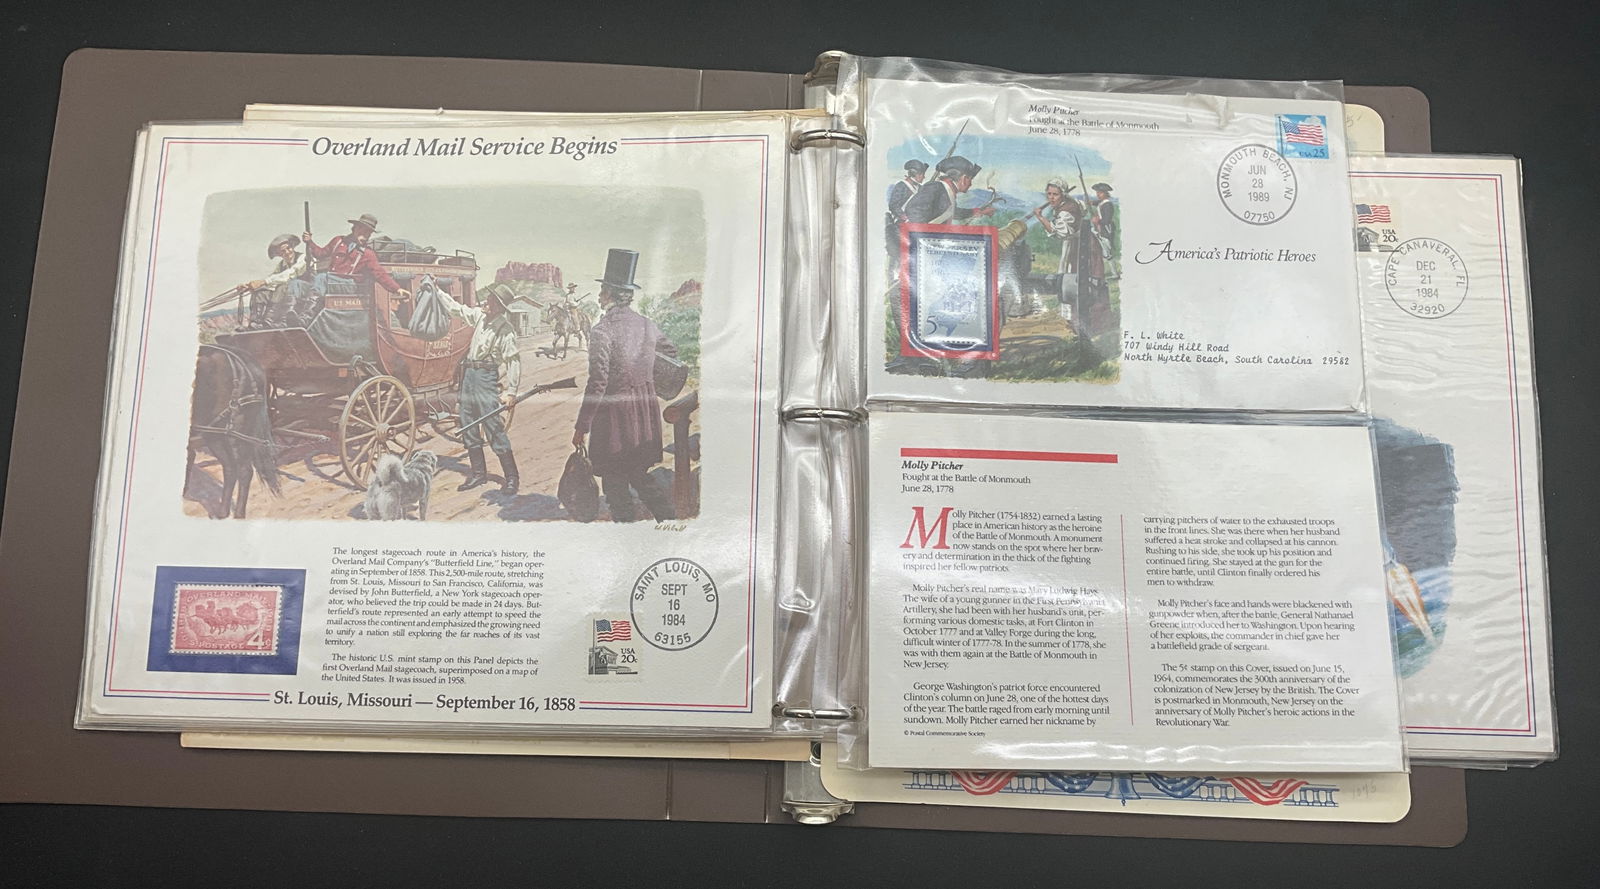 Overland Mail Service Begins
U.S. MAIL
The longest stagecoach route in America's history, the
Overland Mail Company's "Butterfield Line," began oper-
ating in September of 1858. This 2,500-mile route, stretching
from St. Louis, Missouri to San Francisco, California, was
devised by John Butterfield, a New York stagecoach oper-
ator, who believed the trip could be made in 24 days. But-
terfield's route represented an early attempt to speed the
mail across the continent and emphasized the growing need
to unify a nation still exploring the far reaches of its vast
territory.
The historic U.S. mint stamp on this Panel depicts the
first Overland Mail stagecoach, superimposed on a map of
the United States. It was issued in 1958.
OVERLAND MAIL
POSTAGE 4¢
SAINT LOUIS, MO
SEPT
16
1984
63155
USA
20c
St. Louis, Missouri — September 16, 1858
Molly Pitcher
Fought at the Battle of Monmouth
June 28, 1778
25
MONMOUTH BEACH, NJ
JUN
28
1989
07750
NEW JERSEY
TERCENTENARY
5¢
America's Patriotic Heroes
F. L. White
707 Windy Hill Road
North Myrtle Beach, South Carolina 29582
Molly Pitcher
Fought at the Battle of Monmouth
June 28, 1778
Molly Pitcher (1754-1832) earned a lasting
place in American history as the heroine
of the Battle of Monmouth. A monument
now stands on the spot where her brav-
ery and determination in the thick of the fighting
inspired her fellow patriots.
Molly Pitcher's real name was Mary Ludwig Hays.
The wife of a young gunner in the First Pennsylvania
Artillery, she had been with her husband's unit, per-
forming various domestic tasks, at Fort Clinton in
October 1777 and at Valley Forge during the long,
difficult winter of 1777-78. In the summer of 1778, she
was with them again at the Battle of Monmouth in
New Jersey.
George Washington's patriot force encountered
Clinton's column on June 28, one of the hottest days
of the year. The battle raged from early morning until
sundown. Molly Pitcher earned her nickname by
© Postal Commemorative Society
carrying pitchers of water to the exhausted troops
in the front lines. She was there when her husband
suffered a heat stroke and collapsed at his cannon.
Rushing to his side, she took up his position and
continued firing. She stayed at the gun for the
entire battle, until Clinton finally ordered his
men to withdraw.
Molly Pitcher's face and hands were blackened with
gunpowder when, after the battle, General Nathanael
Greene introduced her to Washington. Upon hearing
of her exploits, the commander in chief gave her
a battlefield grade of sergeant.
The 5¢ stamp on this Cover, issued on June 15,
1964, commemorates the 300th anniversary of the
colonization of New Jersey by the British. The Cover
is postmarked in Monmouth, New Jersey on the
anniversary of Molly Pitcher's heroic actions in the
Revolutionary War.
USA
20c
CAPE CANAVERAL, FL
DEC
21
1984
32920